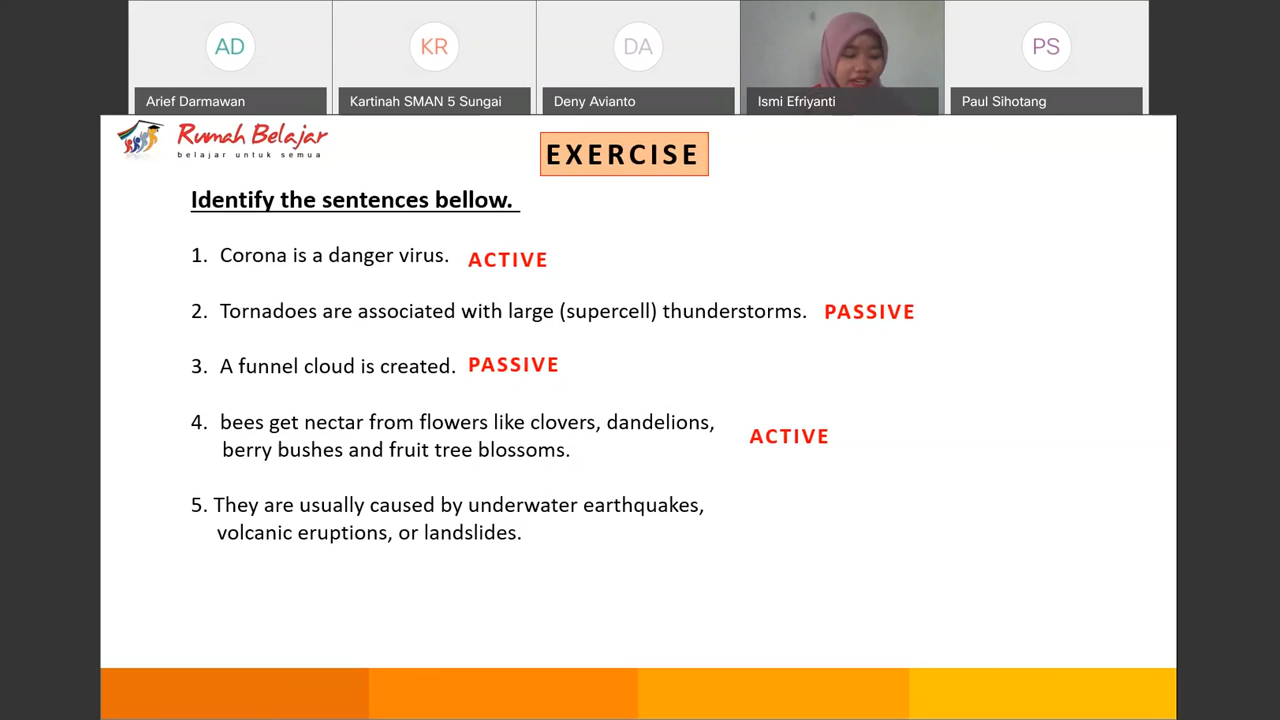 AD
KR
DA
PS
Arief Darmawan
Kartinah SMAN 5 Sungai
Deny Avianto
Ismi Efriyanti
Paul Sihotang
Rumah Belajar
belajar untuk semua
EXERCISE
Identify the sentences bellow.
1. Corona is a danger virus. ACTIVE
2. Tornadoes are associated with large (supercell) thunderstorms. PASSIVE
3. A funnel cloud is created. PASSIVE
4. bees get nectar from flowers like clovers, dandelions,
berry bushes and fruit tree blossoms. ACTIVE
5. They are usually caused by underwater earthquakes,
volcanic eruptions, or landslides.